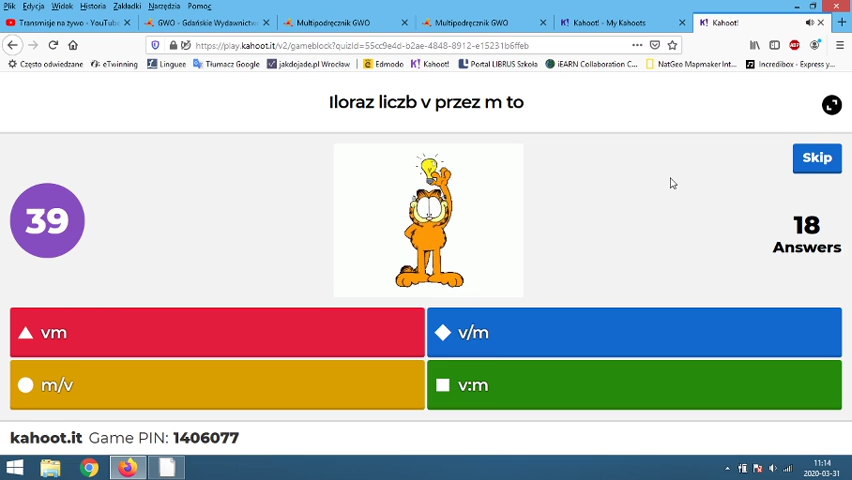 Plik Edycja Widok Historia Zakładki Narzędzia Pomoc
Transmisje na żywo - YouTube
GWO - Gdańskie Wydawnictwo
Multipodręcznik GWO
Multipodręcznik GWO
Kahoot! - My Kahoots
Kahoot!
https://play.kahoot.it/v2/gameblock?quizId=55cc9e4d-b2ae-4848-8912-e15231b6ffeb
Często odwiedzane eTwinning Linguee Tłumacz Google jakdojade.pl Wrocław Edmodo Kahoot! Portal LIBRUS Szkoła iEARN Collaboration C... NatGeo Mapmaker Int... Incredibox - Express y...
Iloraz liczb v przez m to
Skip
39
18
Answers
vm
v/m
m/v
v:m
kahoot.it Game PIN: 1406077
11:14
2020-03-31